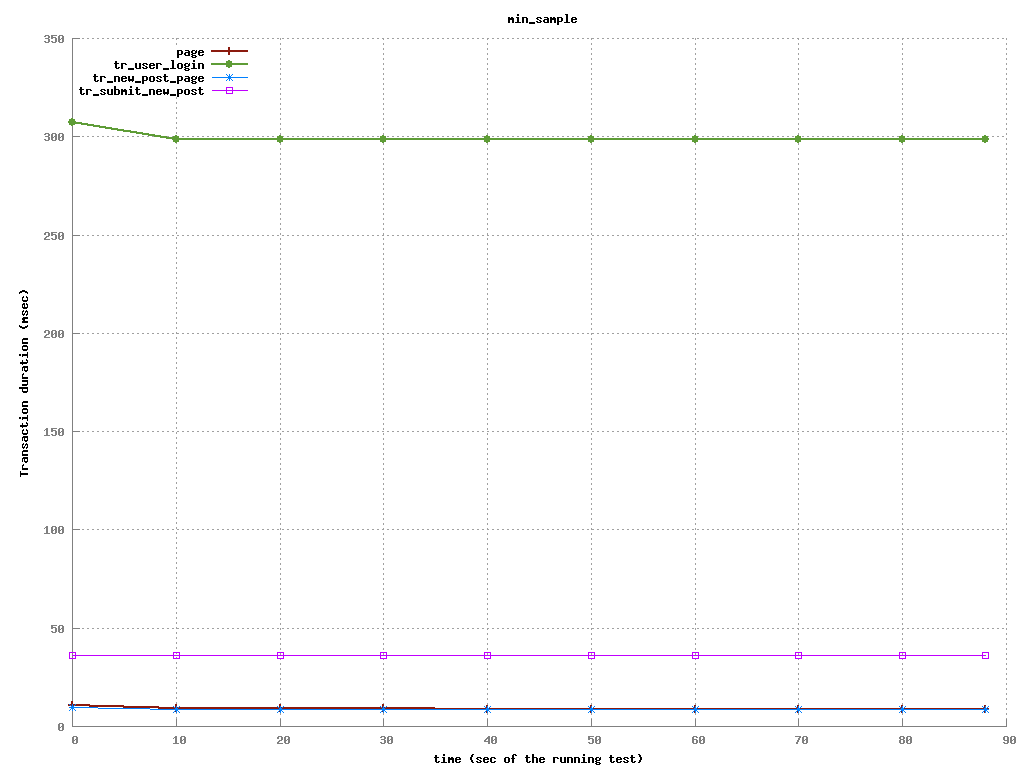 min_sample
350
300
250
200
150
100
50
0
page
tr_user_login
tr_new_post_page
tr_submit_new_post
Transaction duration (msec)
0 10 20 30 40 50 60 70 80 90
time (sec of the running test)